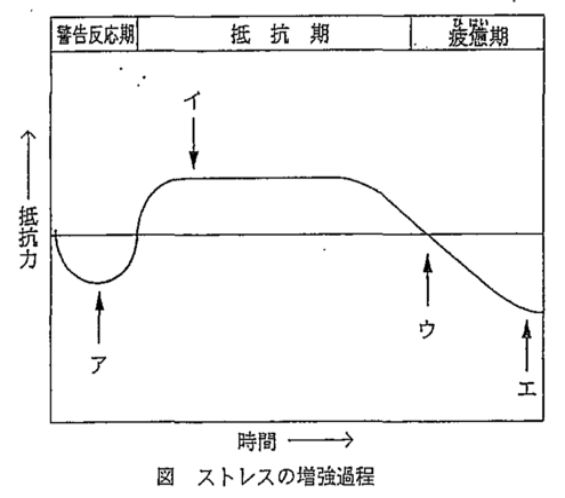 警告反応期 抵抗期 疲憊期
ひはい
イ
抵抗力
ア
ウ
エ
時間
図 ストレスの増強過程